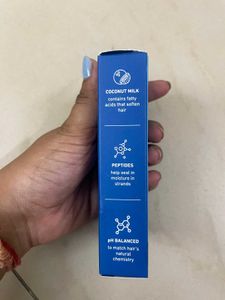 COCONUT MILK
contains fatty
acids that soften
hair
PEPTIDES
help seal in
moisture in
strands
pH BALANCED
to match hair's
natural
chemistry